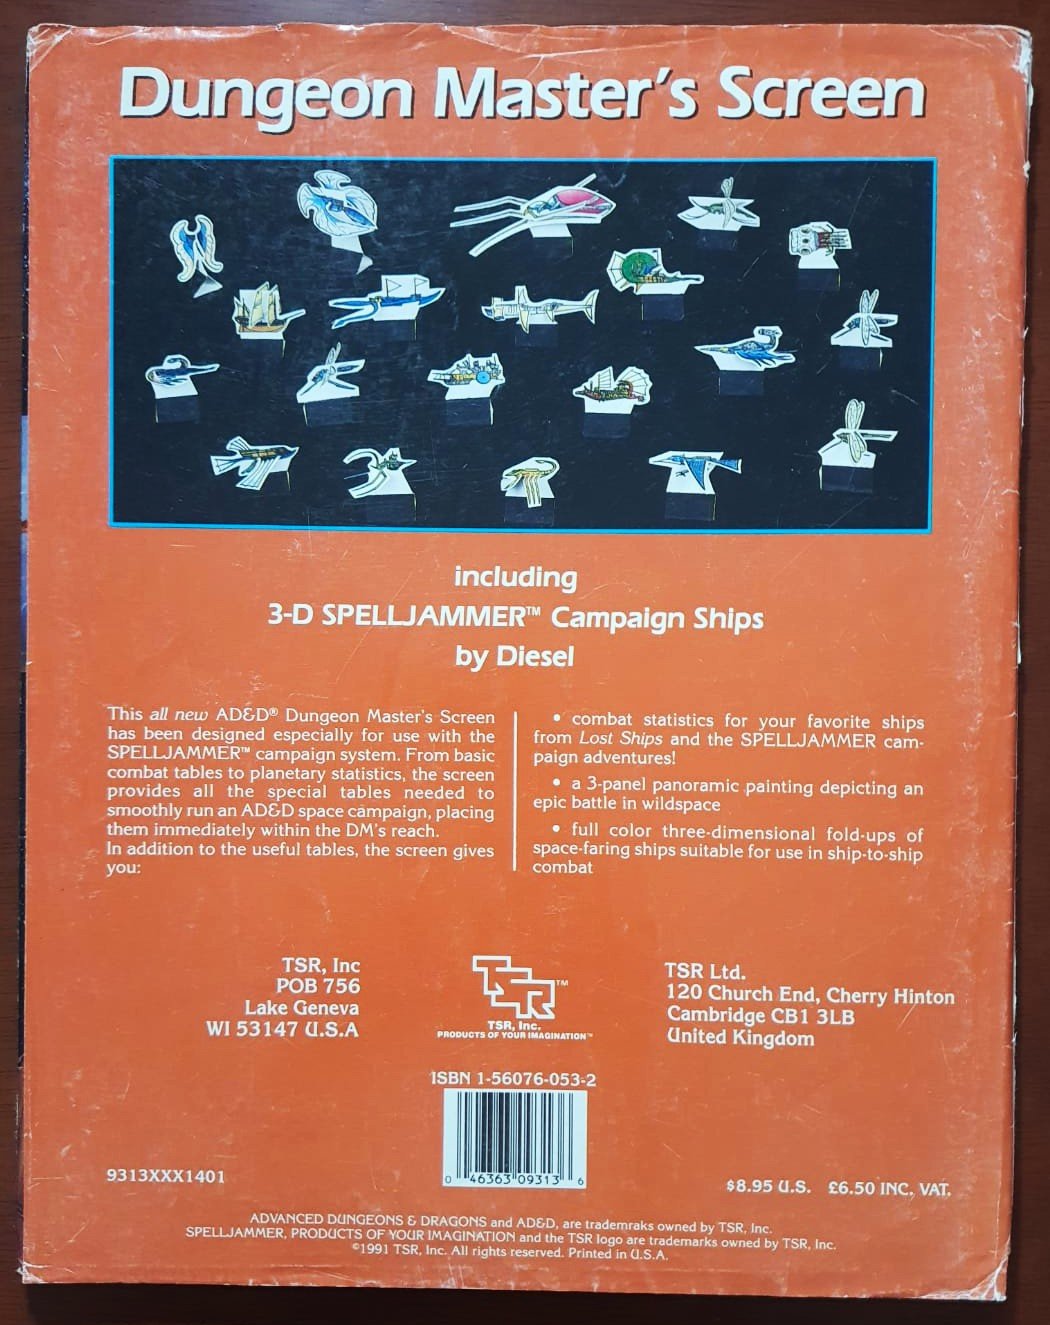 Dungeon Master's Screen
including
3-D SPELLJAMMER™ Campaign Ships
by Diesel
This all new AD&D® Dungeon Master's Screen
has been designed especially for use with the
SPELLJAMMER™ campaign system. From basic
combat tables to planetary statistics, the screen
provides all the special tables needed to
smoothly run an AD&D space campaign, placing
them immediately within the DM's reach.
In addition to the useful tables, the screen gives
you:
• combat statistics for your favorite ships
from Lost Ships and the SPELLJAMMER cam-
paign adventures!
• a 3-panel panoramic painting depicting an
epic battle in wildspace
• full color three-dimensional fold-ups of
space-faring ships suitable for use in ship-to-ship
combat
TSR, Inc
POB 756
Lake Geneva
WI 53147 U.S.A
TSR™
TSR, Inc.
PRODUCTS OF YOUR IMAGINATION™
TSR Ltd.
120 Church End, Cherry Hinton
Cambridge CB1 3LB
United Kingdom
ISBN 1-56076-053-2
0 46363 09313 6
9313XXX1401
$8.95 U.S. £6.50 INC. VAT.
ADVANCED DUNGEONS & DRAGONS and AD&D, are trademraks owned by TSR, Inc.
SPELLJAMMER, PRODUCTS OF YOUR IMAGINATION and the TSR logo are trademarks owned by TSR, Inc.
©1991 TSR, Inc. All rights reserved. Printed in U.S.A.